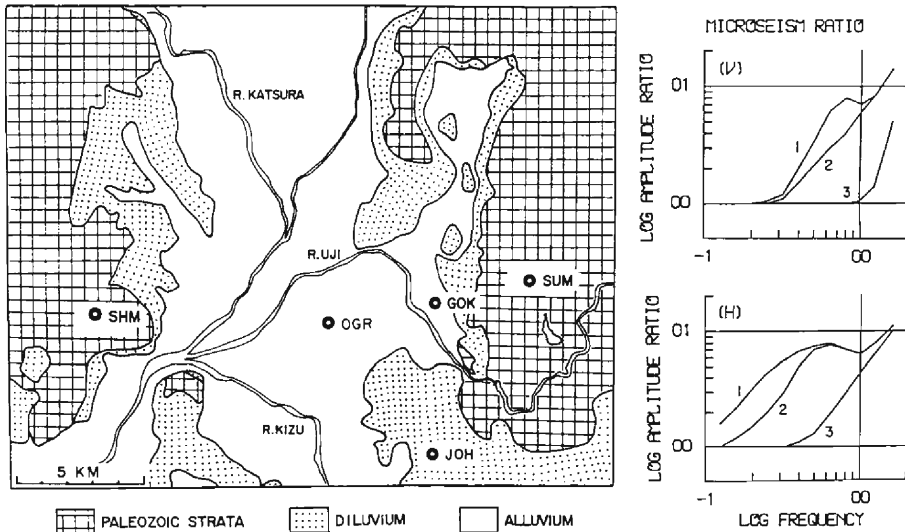 R. KATSURA
R. UJI
SUM
GOK
SHM
OGR
R. KIZU
JOH
5 KM
PALEOZOIC STRATA
DILUVIUM
ALLUVIUM
MICROSEISM RATIO
(V)
LOG AMPLITUDE RATIO
01
00
1
2
3
-1
00
(H)
LOG AMPLITUDE RATIO
01
00
1
2
3
-1
00
LOG FREQUENCY